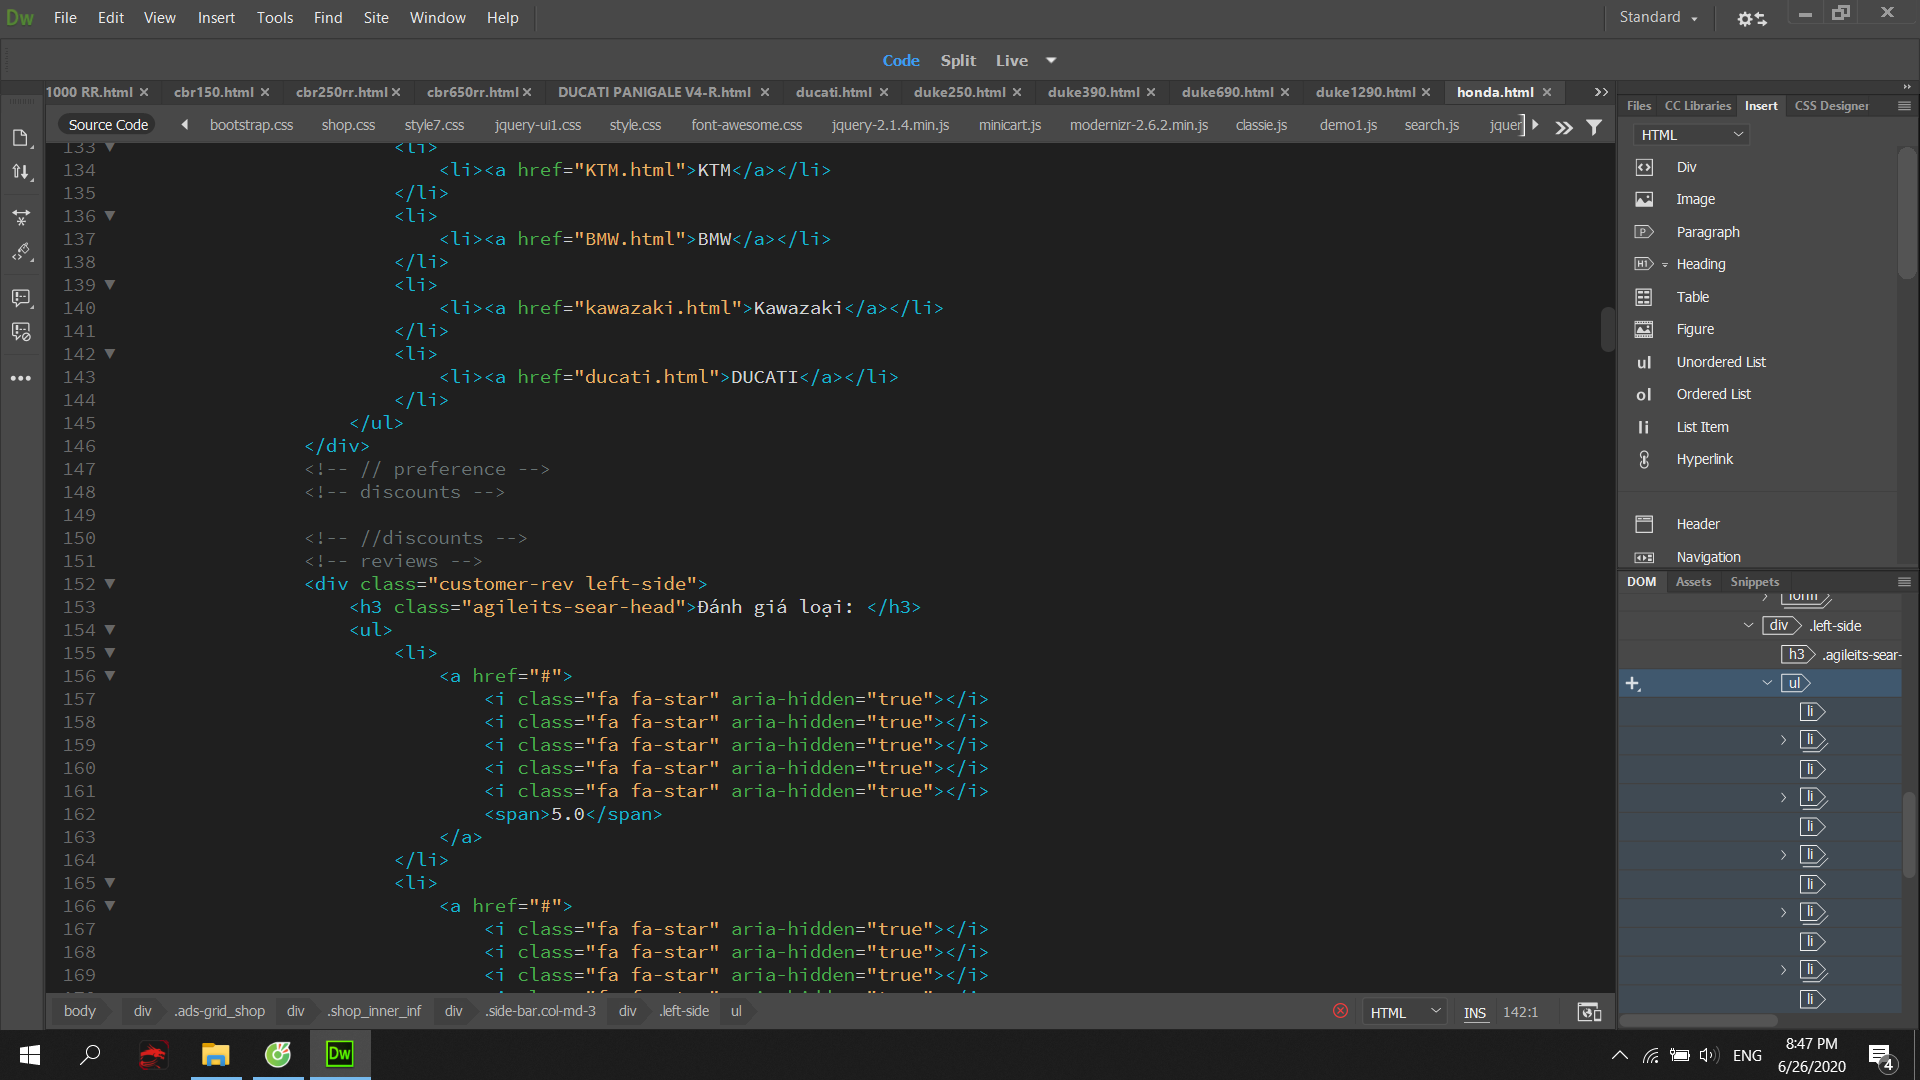 Dw File Edit View Insert Tools Find Site Window Help Standard
Code Split Live
1000 RR.html cbr150.html cbr250rr.html cbr650rr.html DUCATI PANIGALE V4-R.html ducati.html duke250.html duke390.html duke690.html duke1290.html honda.html
Source Code bootstrap.css shop.css style7.css jquery-ui1.css style.css font-awesome.css jquery-2.1.4.min.js minicart.js modernizr-2.6.2.min.js classie.js demo1.js search.js jquer
133 <li>
134 <li><a href="KTM.html">KTM</a></li>
135 </li>
136 <li>
137 <li><a href="BMW.html">BMW</a></li>
138 </li>
139 <li>
140 <li><a href="kawazaki.html">Kawazaki</a></li>
141 </li>
142 <li>
143 <li><a href="ducati.html">DUCATI</a></li>
144 </li>
145 </ul>
146 </div>
147 <!-- // preference -->
148 <!-- discounts -->
149
150 <!-- //discounts -->
151 <!-- reviews -->
152 <div class="customer-rev left-side">
153 <h3 class="agileits-sear-head">Đánh giá loại: </h3>
154 <ul>
155 <li>
156 <a href="#">
157 <i class="fa fa-star" aria-hidden="true"></i>
158 <i class="fa fa-star" aria-hidden="true"></i>
159 <i class="fa fa-star" aria-hidden="true"></i>
160 <i class="fa fa-star" aria-hidden="true"></i>
161 <i class="fa fa-star" aria-hidden="true"></i>
162 <span>5.0</span>
163 </a>
164 </li>
165 <li>
166 <a href="#">
167 <i class="fa fa-star" aria-hidden="true"></i>
168 <i class="fa fa-star" aria-hidden="true"></i>
169 <i class="fa fa-star" aria-hidden="true"></i>
body div .ads-grid_shop div .shop_inner_inf div .side-bar.col-md-3 div .left-side ul HTML INS 142:1
Files CC Libraries Insert CSS Designer
HTML
Div
Image
P Paragraph
H1 Heading
Table
Figure
ul Unordered List
ol Ordered List
li List Item
Hyperlink
Header
Navigation
DOM Assets Snippets
form
div .left-side
h3 .agileits-sear-
ul
li
li
li
li
li
li
li
li
li
li
li
Dw ENG 8:47 PM
6/26/2020 4